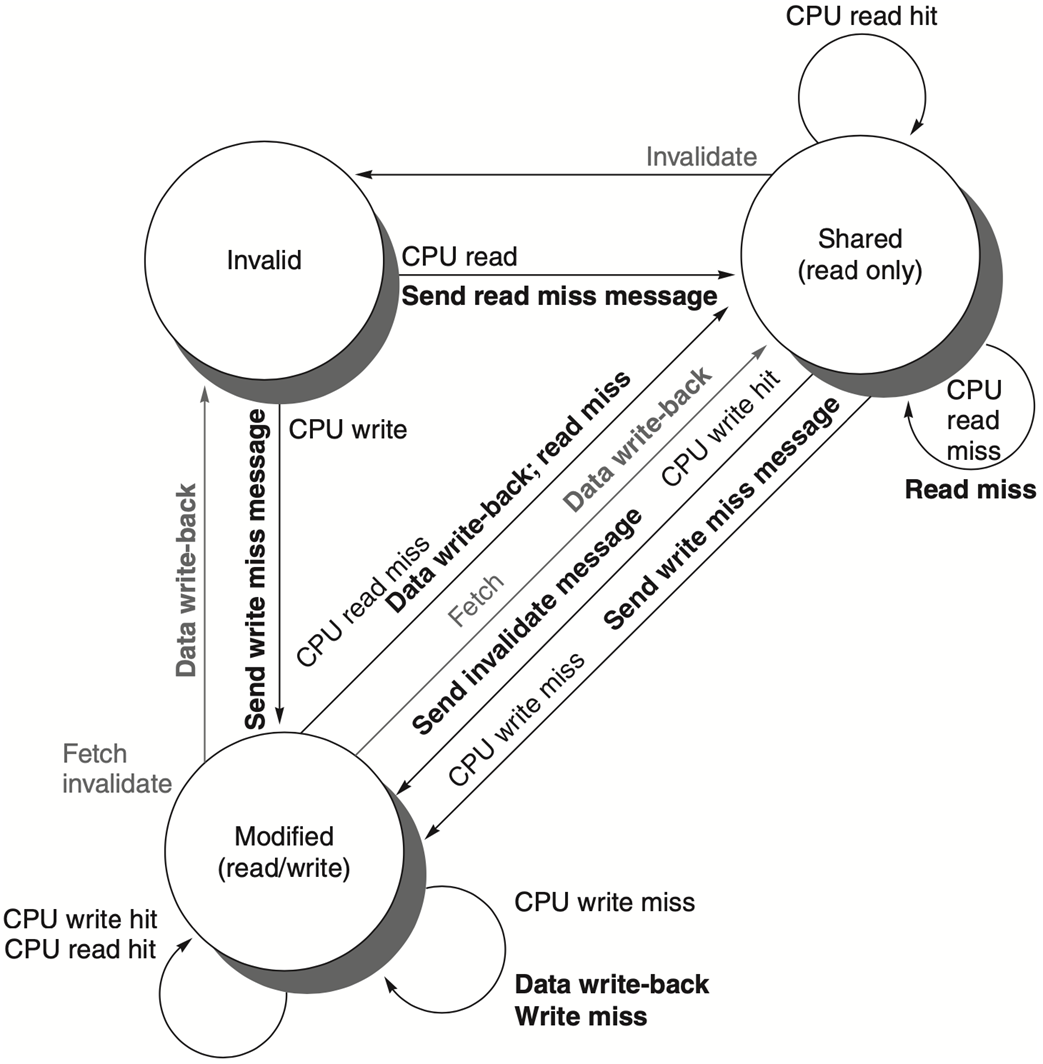 CPU read hit
Invalidate
Invalid
Shared
(read only)
CPU read
Send read miss message
CPU write
Send write miss message
Data write-back
Fetch
invalidate
CPU read miss
Data write-back; read miss
Fetch
Data write-back
CPU write hit
Send invalidate message
Send write miss message
CPU write miss
CPU
read
miss
Read miss
Modified
(read/write)
CPU write hit
CPU read hit
CPU write miss
Data write-back
Write miss